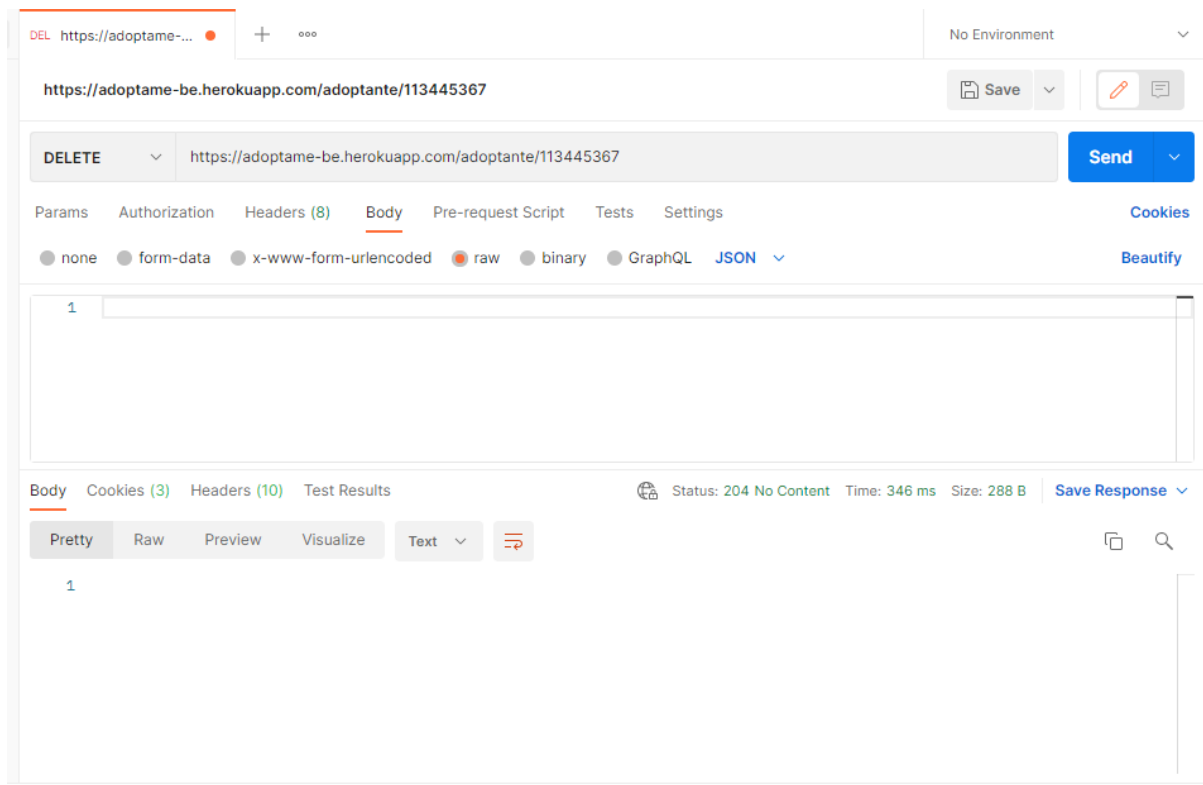 DEL https://adoptame-... + ooo No Environment
https://adoptame-be.herokuapp.com/adoptante/113445367 Save
DELETE https://adoptame-be.herokuapp.com/adoptante/113445367 Send
Params Authorization Headers (8) Body Pre-request Script Tests Settings Cookies
none form-data x-www-form-urlencoded raw binary GraphQL JSON Beautify
1
Body Cookies (3) Headers (10) Test Results Status: 204 No Content Time: 346 ms Size: 288 B Save Response
Pretty Raw Preview Visualize Text
1